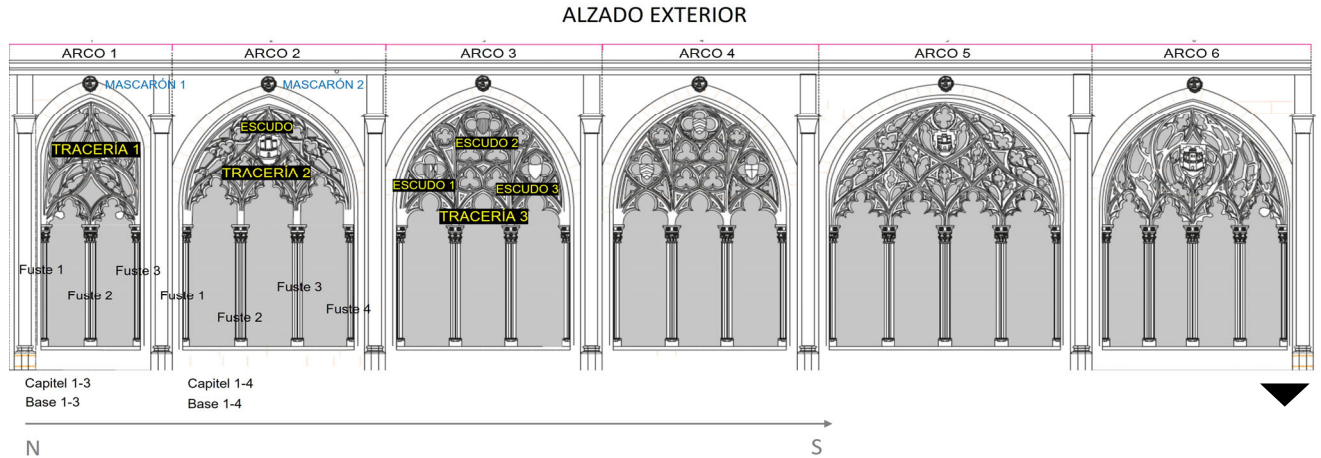 ALZADO EXTERIOR
ARCO 1
ARCO 2
ARCO 3
ARCO 4
ARCO 5
ARCO 6
MASCARÓN 1
MASCARÓN 2
ESCUDO
ESCUDO 2
TRACERÍA 1
TRACERÍA 2
ESCUDO 1
ESCUDO 3
TRACERÍA 3
Fuste 1
Fuste 2
Fuste 3
Fuste 1
Fuste 2
Fuste 3
Fuste 4
Capitel 1-3
Base 1-3
Capitel 1-4
Base 1-4
N
S